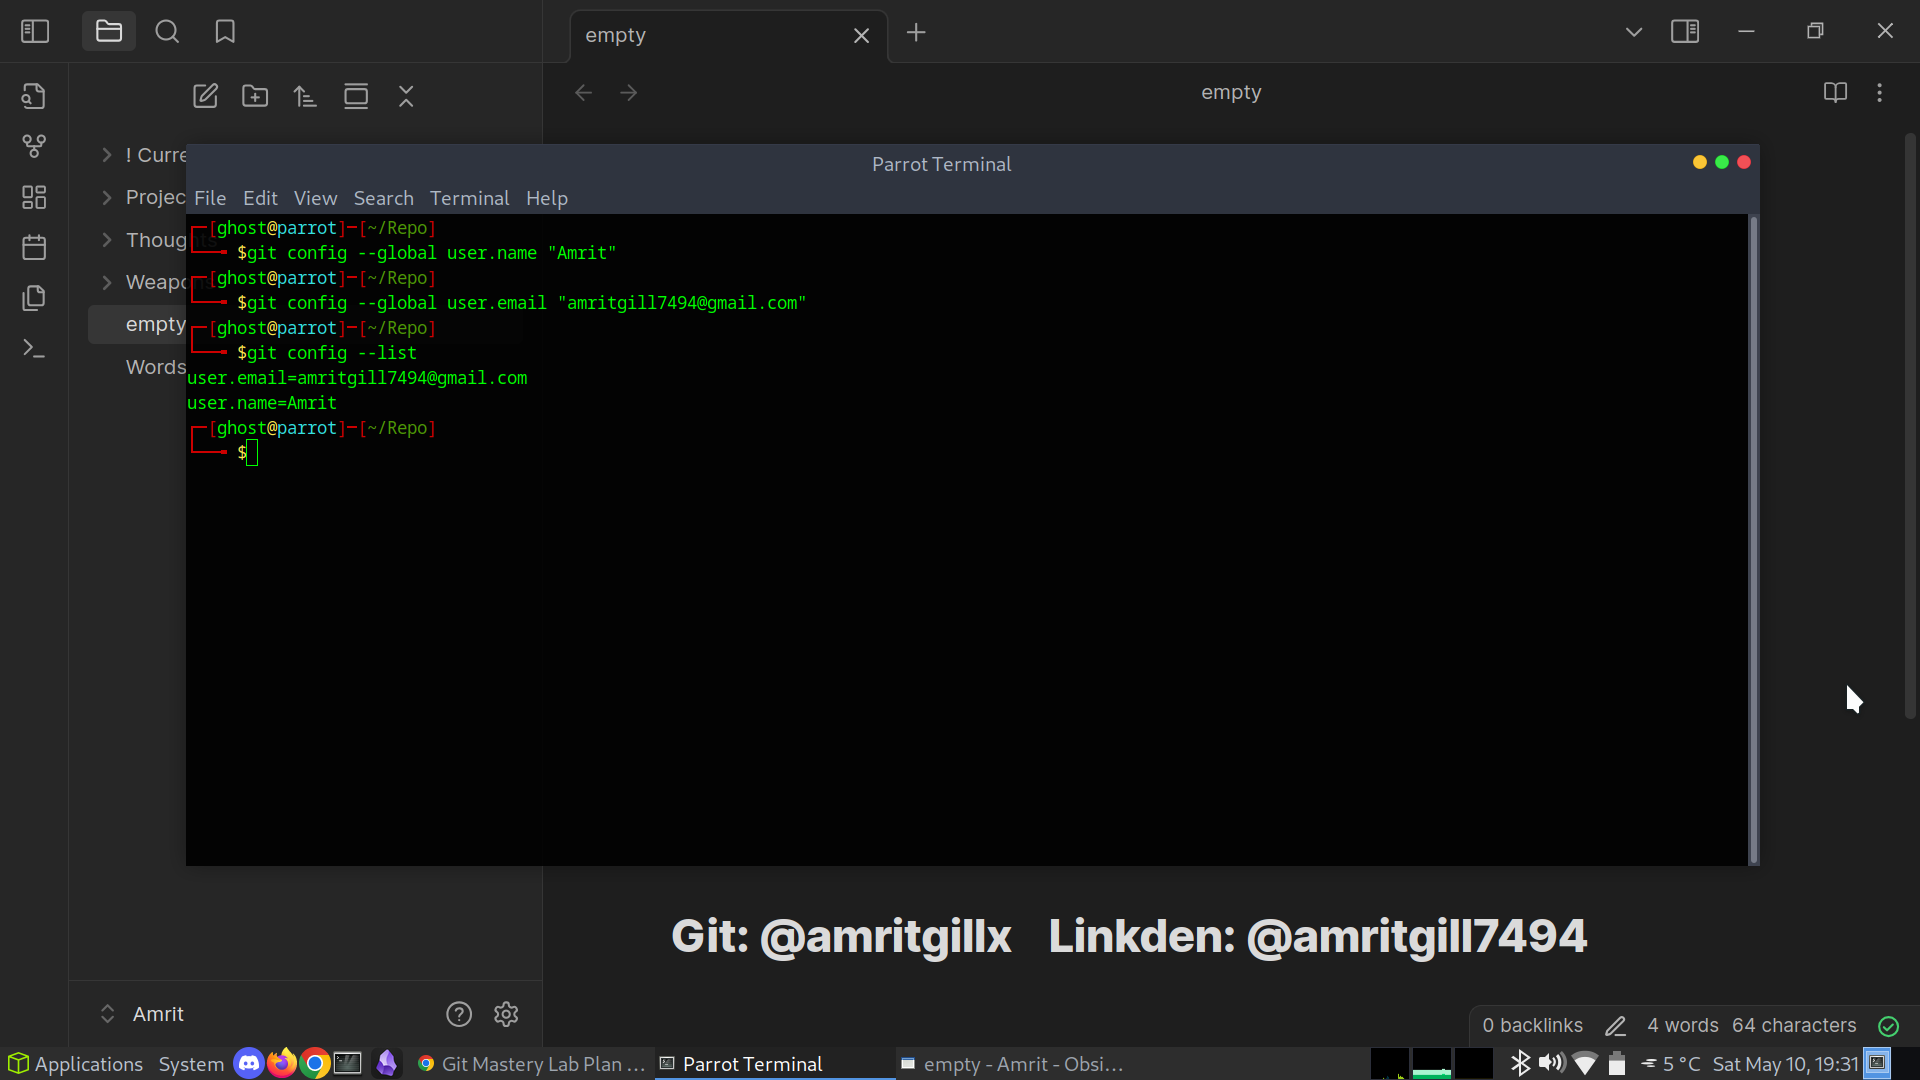 empty
empty
! Curre
Projec
Though
Weap
empty
Words
Parrot Terminal
File Edit View Search Terminal Help
[ghost@parrot]─[~/Repo]
$git config --global user.name "Amrit"
[ghost@parrot]─[~/Repo]
$git config --global user.email "amritgill7494@gmail.com"
[ghost@parrot]─[~/Repo]
$git config --list
user.email=amritgill7494@gmail.com
user.name=Amrit
[ghost@parrot]─[~/Repo]
$
Git: @amritgillx Linkden: @amritgill7494
Amrit
0 backlinks 4 words 64 characters
Applications System Git Mastery Lab Plan ... Parrot Terminal empty - Amrit - Obsi... 5 °C Sat May 10, 19:31